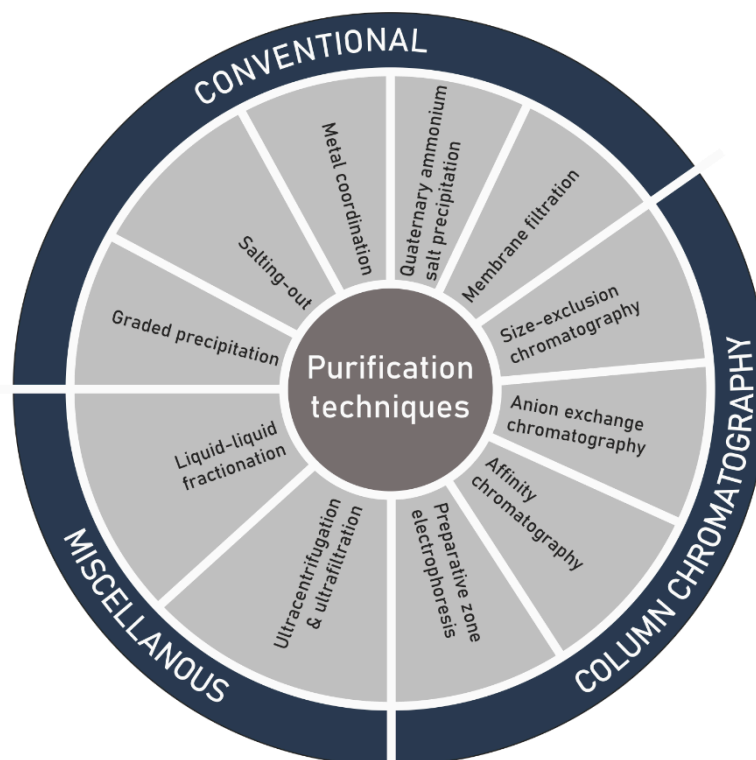 CONVENTIONAL
Graded precipitation
Salting-out
Metal coordination
Quaternary ammonium
salt precipitation
Membrane filtration
COLUMN CHROMATOGRAPHY
Size-exclusion
chromatography
Anion exchange
chromatography
Affinity
chromatography
Preparative zone
electrophoresis
MISCELLANOUS
Ultracentrifugation
& ultrafiltration
Liquid-liquid
fractionation
Purification
techniques